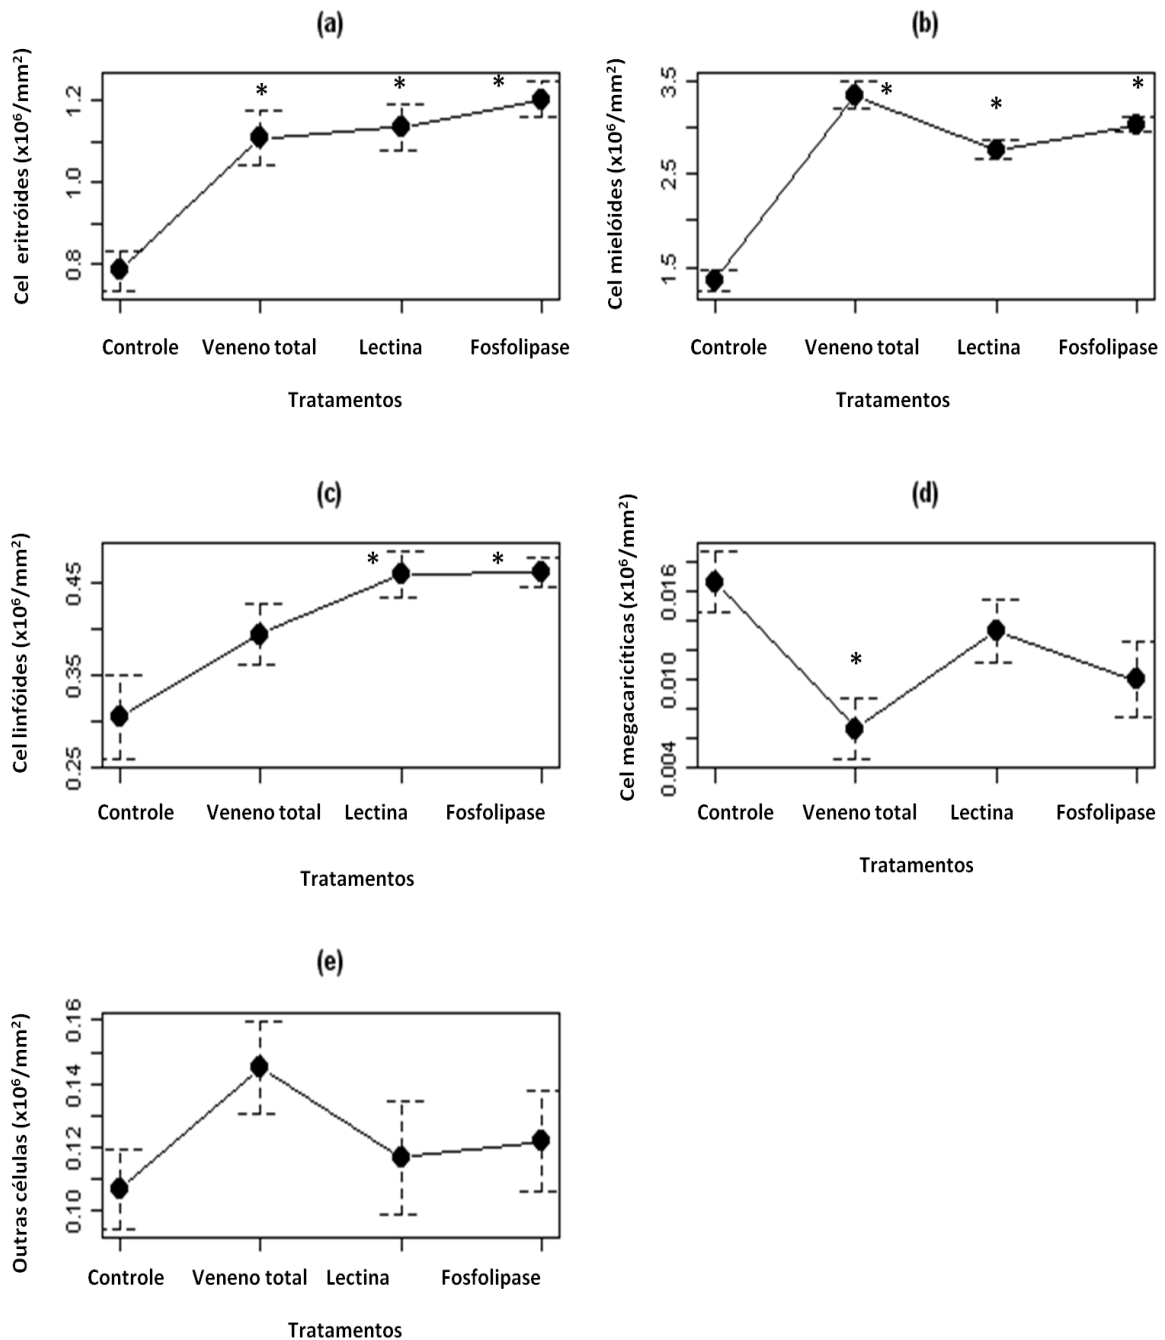 (a)
Cel eritróides (x10⁶/mm²)
1.2
1.0
0.8
* * *
Controle Veneno total Lectina Fosfolipase
Tratamentos
(b)
Cel mielóides (x10⁶/mm²)
3.5
2.5
1.5
* * *
Controle Veneno total Lectina Fosfolipase
Tratamentos
(c)
Cel linfóides (x10⁶/mm²)
0.45
0.35
0.25
* *
Controle Veneno total Lectina Fosfolipase
Tratamentos
(d)
Cel megacaricíticas (x10⁶/mm²)
0.016
0.010
0.004
*
Controle Veneno total Lectina Fosfolipase
Tratamentos
(e)
Outras células (x10⁶/mm²)
0.16
0.14
0.12
0.10
Controle Veneno total Lectina Fosfolipase
Tratamentos